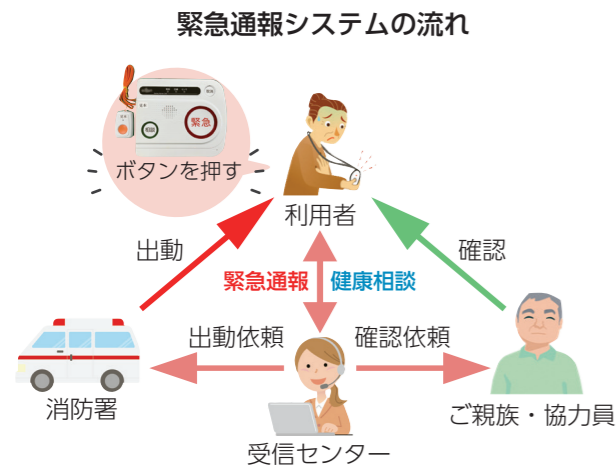 緊急通報システムの流れ
緊急
ボタンを押す
利用者
出動
確認
緊急通報
健康相談
出動依頼
確認依頼
消防署
受信センター
ご親族・協力員